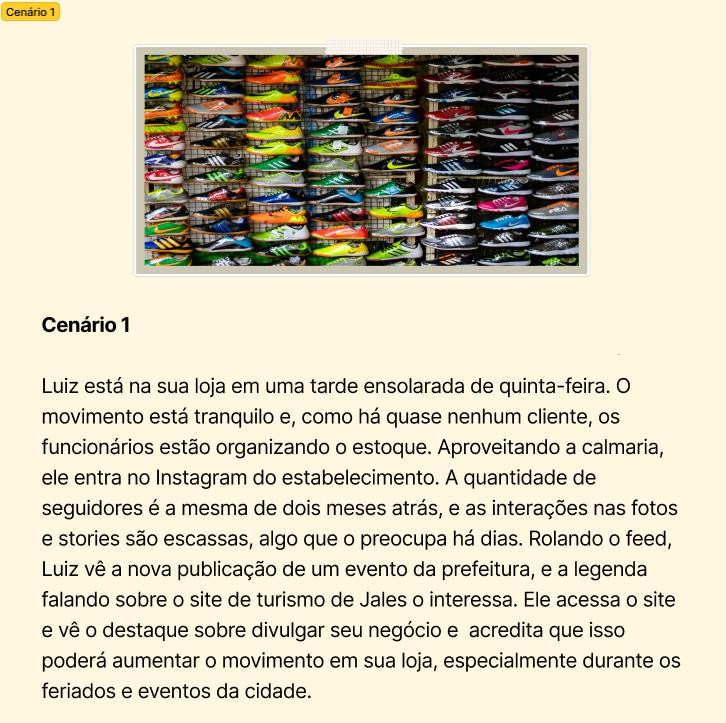 Cenário 1
Cenário 1
Luiz está na sua loja em uma tarde ensolarada de quinta-feira. O
movimento está tranquilo e, como há quase nenhum cliente, os
funcionários estão organizando o estoque. Aproveitando a calmaria,
ele entra no Instagram do estabelecimento. A quantidade de
seguidores é a mesma de dois meses atrás, e as interações nas fotos
e stories são escassas, algo que o preocupa há dias. Rolando o feed,
Luiz vê a nova publicação de um evento da prefeitura, e a legenda
falando sobre o site de turismo de Jales o interessa. Ele acessa o site
e vê o destaque sobre divulgar seu negócio e  acredita que isso
poderá aumentar o movimento em sua loja, especialmente durante os
feriados e eventos da cidade.